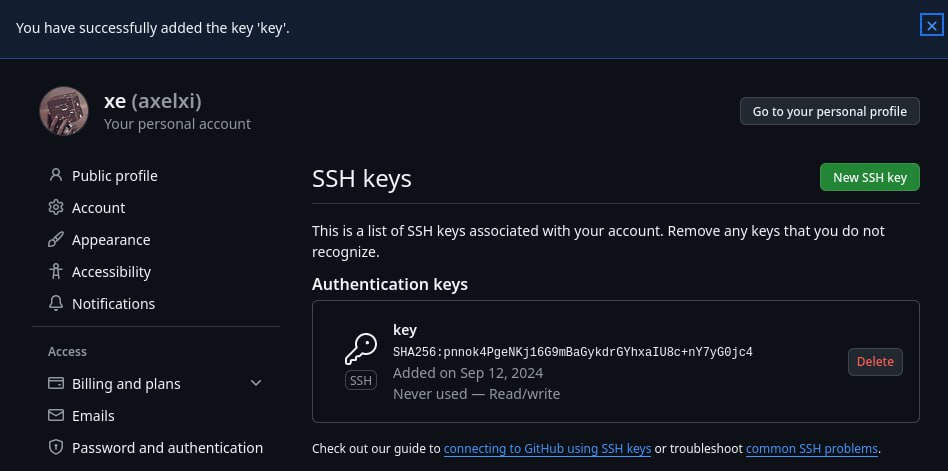 You have successfully added the key 'key'.
xe (axelxi)
Your personal account
Go to your personal profile
Public profile
Account
Appearance
Accessibility
Notifications
Access
Billing and plans
Emails
Password and authentication
SSH keys
New SSH key
This is a list of SSH keys associated with your account. Remove any keys that you do not
recognize.
Authentication keys
key
SHA256:pnnok4PgeNKj16G9mBaGykdrGYhxaIU8c+nY7yG0jc4
Added on Sep 12, 2024
Never used — Read/write
SSH
Delete
Check out our guide to connecting to GitHub using SSH keys or troubleshoot common SSH problems.